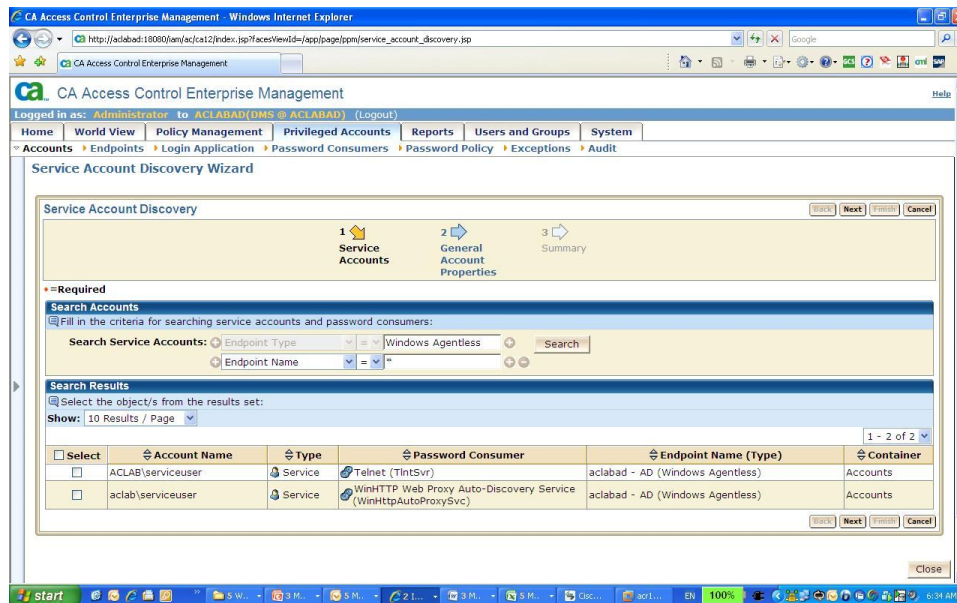 CA Access Control Enterprise Management - Windows Internet Explorer
http://aclabad:18080/iam/ac/ca12/index.jsp?facesViewId=/app/page/ppm/service_account_discovery.jsp
Google
CA Access Control Enterprise Management
ca CA Access Control Enterprise Management
Help
Logged in as: Administrator to ACLABAD(DMS @ ACLABAD) (Logout)
Home World View Policy Management Privileged Accounts Reports Users and Groups System
Accounts Endpoints Login Application Password Consumers Password Policy Exceptions Audit
Service Account Discovery Wizard
Service Account Discovery
Back Next Finish Cancel
1 2 3
Service Accounts
General Account Properties
Summary
=Required
Search Accounts
Fill in the criteria for searching service accounts and password consumers:
Search Service Accounts: Endpoint Type = Windows Agentless Search
Endpoint Name = *
Search Results
Select the object/s from the results set:
Show: 10 Results / Page
1 - 2 of 2
Select Account Name Type Password Consumer Endpoint Name (Type) Container
ACLAB\serviceuser Service Telnet (TlntSvr) aclabad - AD (Windows Agentless) Accounts
aclab\serviceuser Service WinHTTP Web Proxy Auto-Discovery Service (WinHttpAutoProxySvc) aclabad - AD (Windows Agentless) Accounts
Back Next Finish Cancel
Close
start 5 W... 3 M... 5 M... 2 I... 3 M... 5 M... Cisc... acr1... EN 100% 6:34 AM